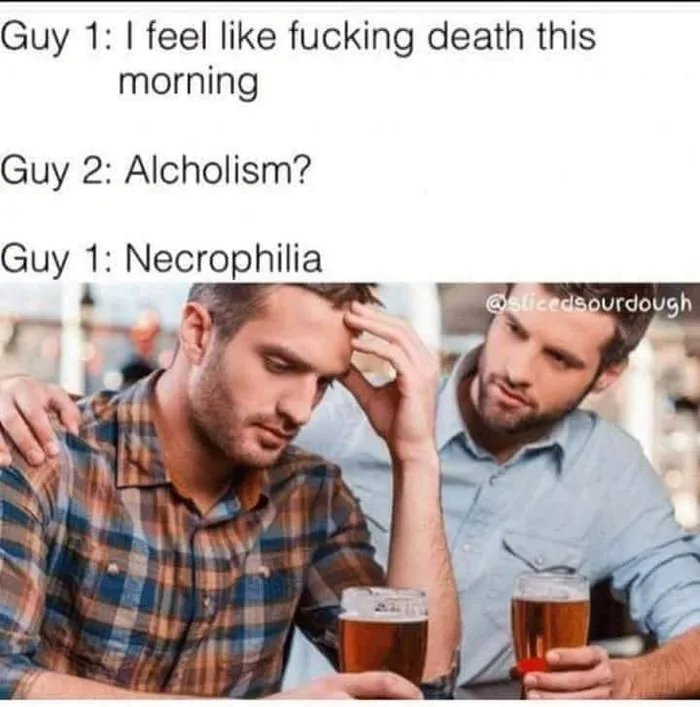 Guy 1: I feel like fucking death this
morning
Guy 2: Alcholism?
Guy 1: Necrophilia
@slicedsourdough